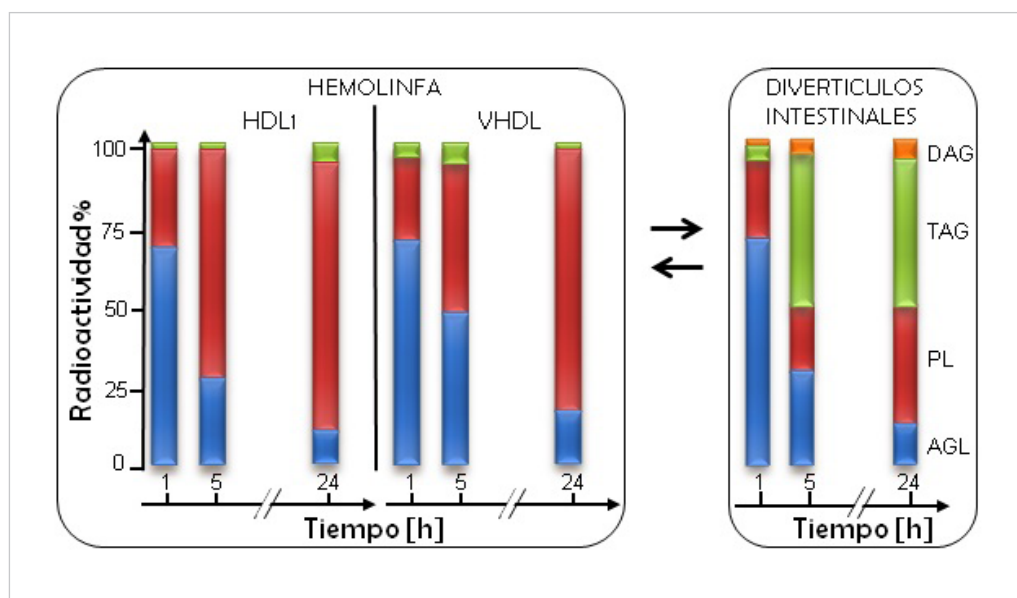 HEMOLINFA
HDL1
VHDL
Radioactividad%
100
75
50
25
0
1
5
24
1
5
24
Tiempo [h]
DIVERTICULOS
INTESTINALES
DAG
TAG
PL
AGL
1
5
24
Tiempo [h]